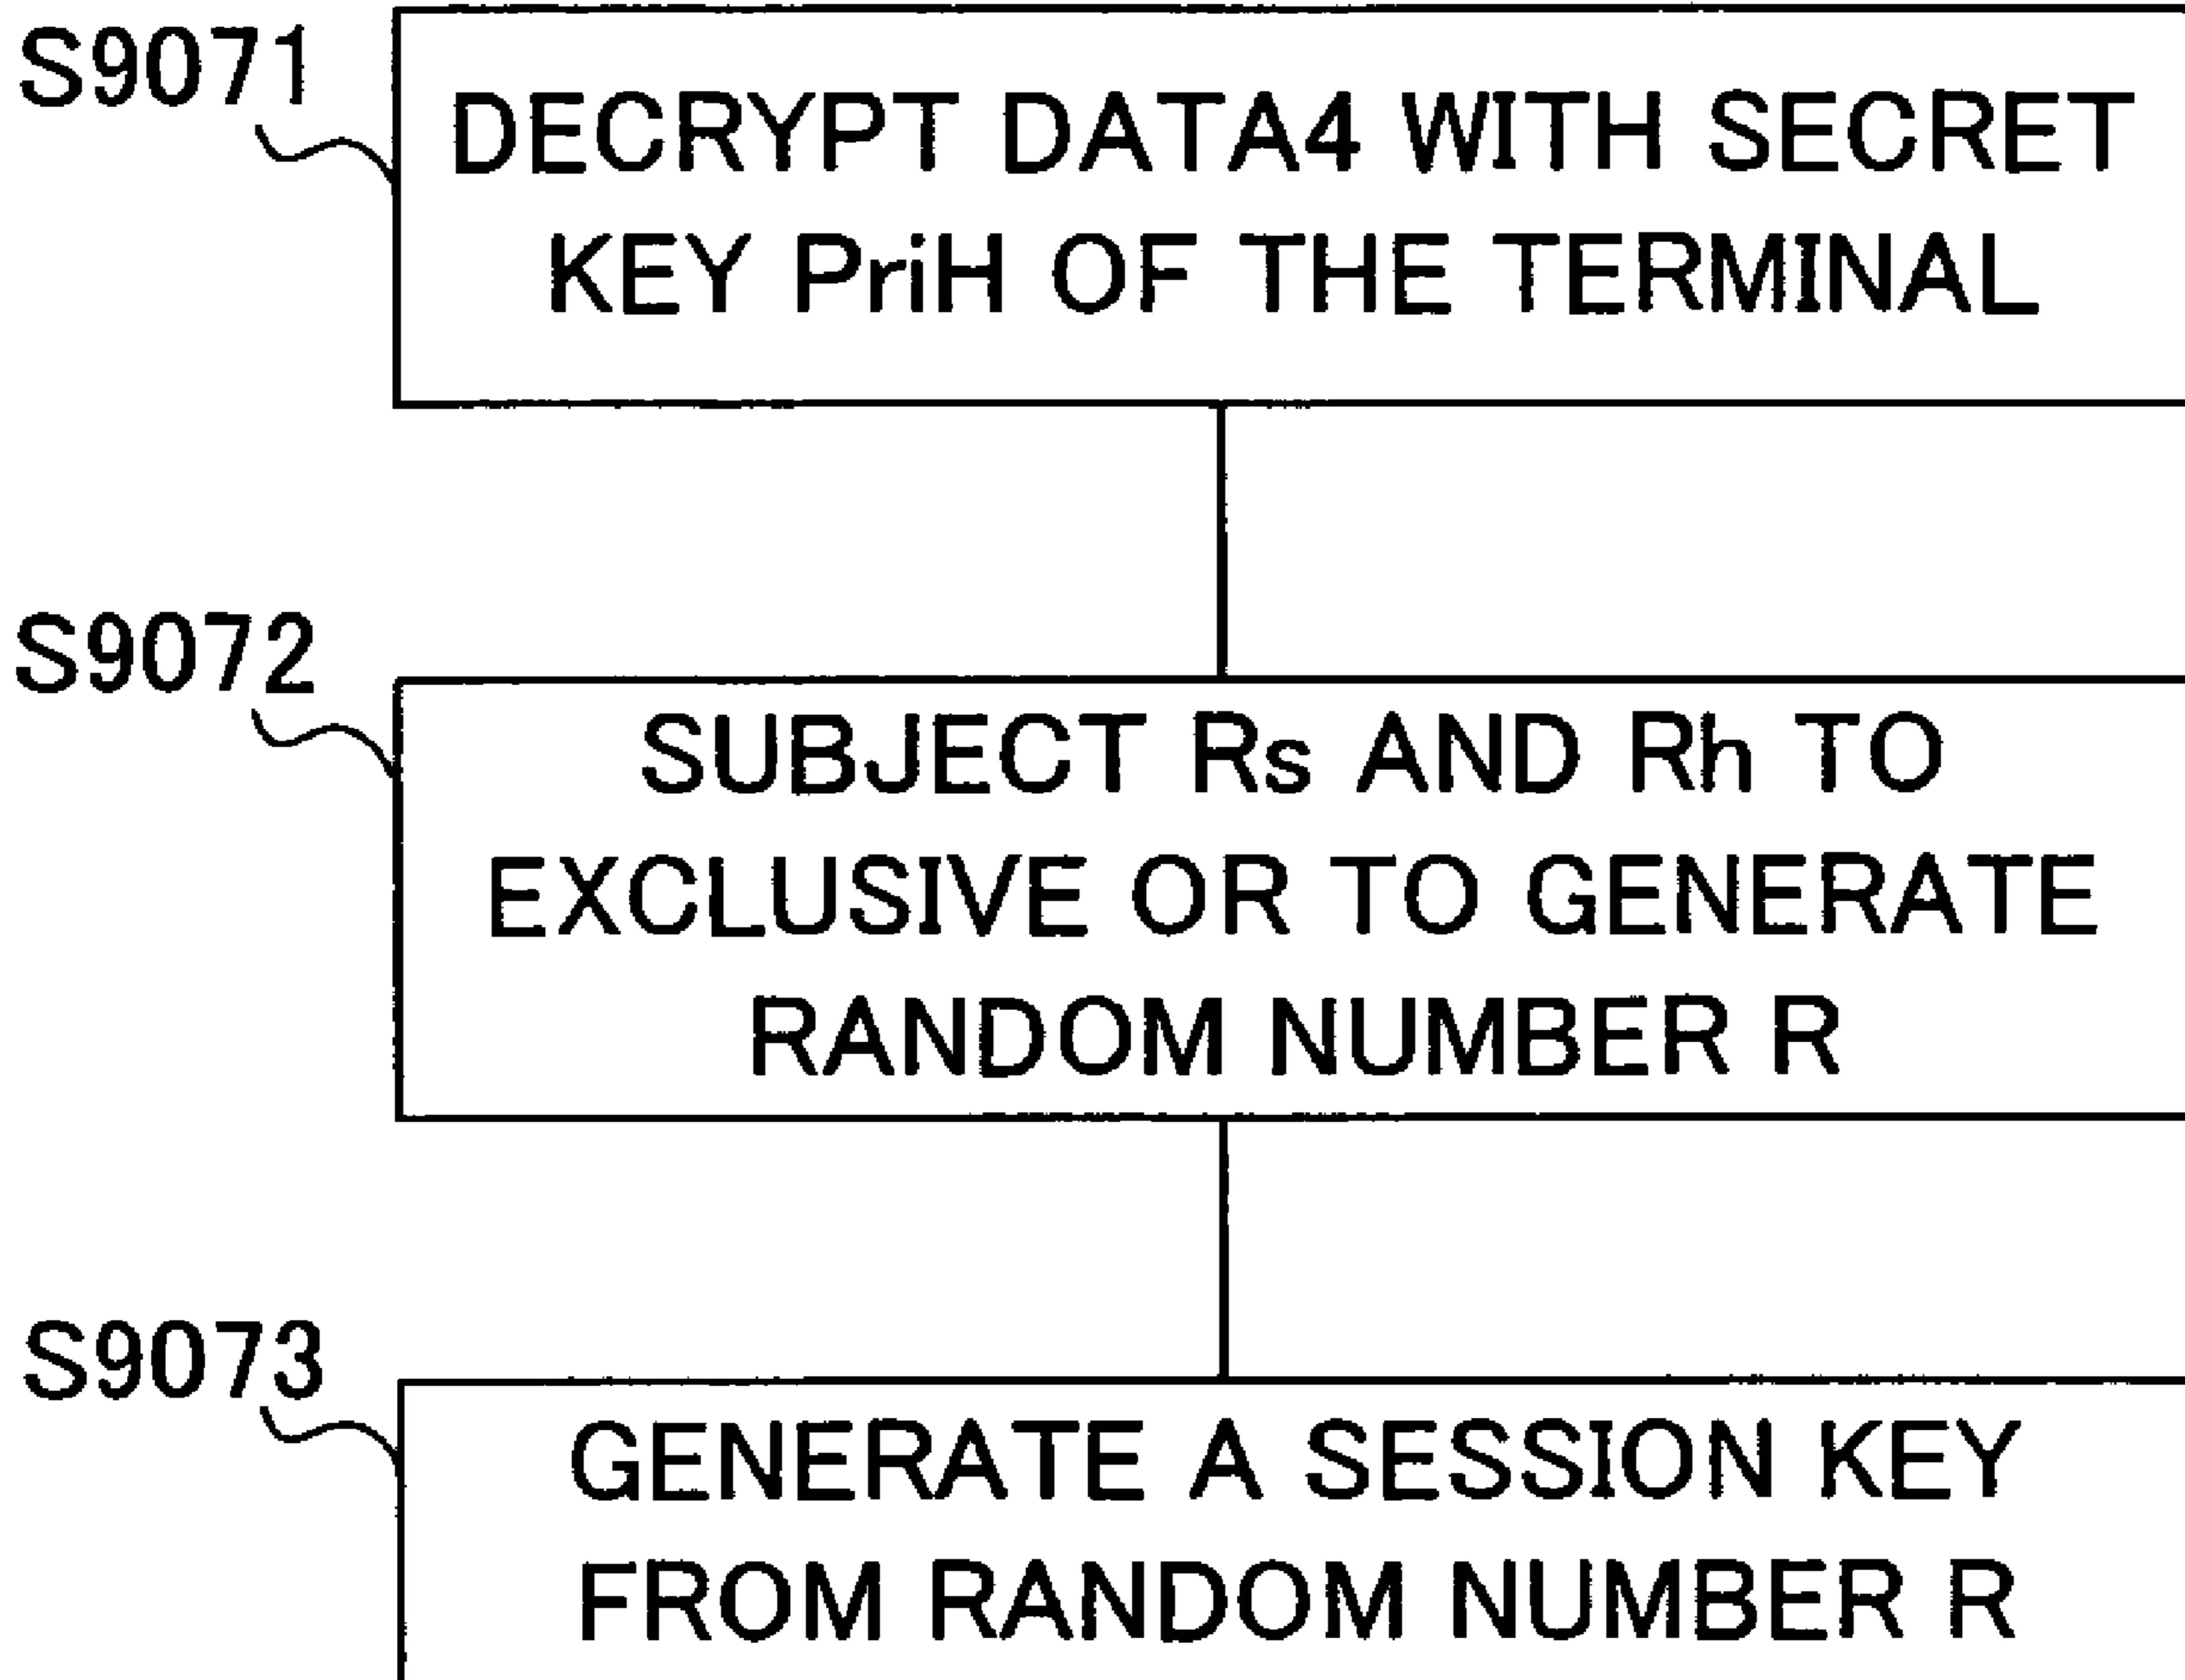 S9071
DECRYPT DATA4 WITH SECRET
KEY PriH OF THE TERMINAL
S9072
SUBJECT Rs AND Rh TO
EXCLUSIVE OR TO GENERATE
RANDOM NUMBER R
S9073
GENERATE A SESSION KEY
FROM RANDOM NUMBER R